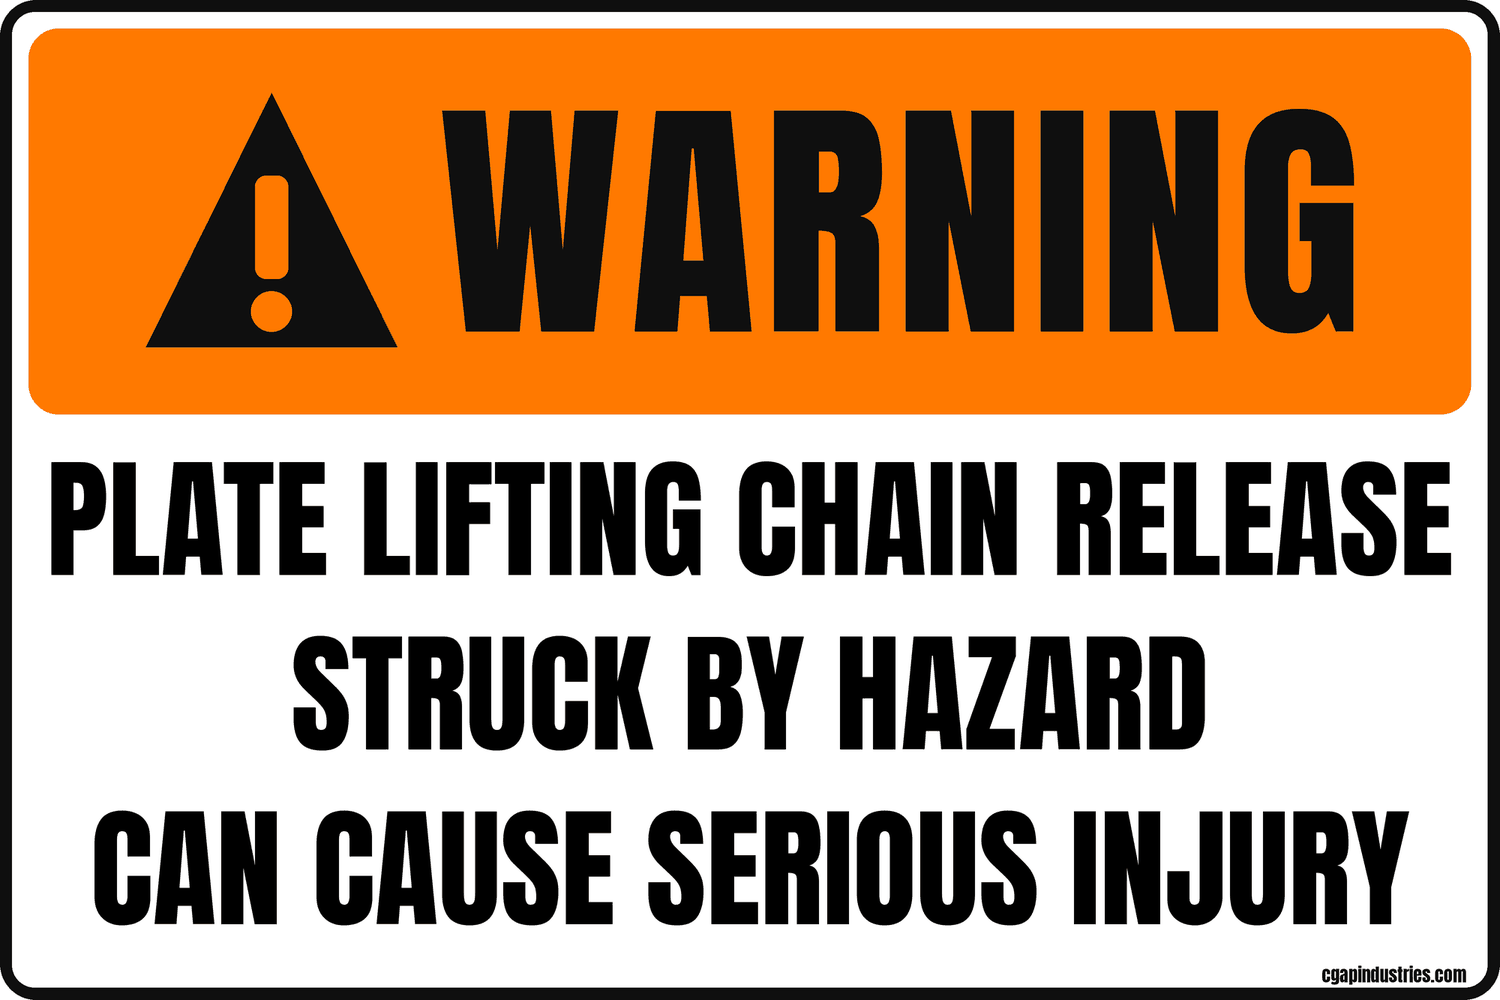 WARNING
PLATE LIFTING CHAIN RELEASE
STRUCK BY HAZARD
CAN CAUSE SERIOUS INJURY
cgapindustries.com